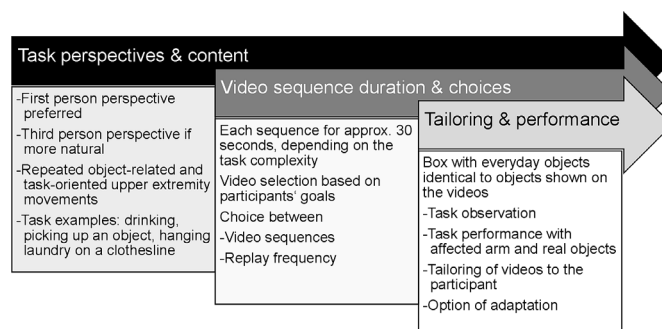 Task perspectives & content
-First person perspective
preferred
-Third person perspective if
more natural
-Repeated object-related and
task-oriented upper extremity
movements
-Task examples: drinking,
picking up an object, hanging
laundry on a clothesline
Video sequence duration & choices
Each sequence for approx. 30
seconds, depending on the
task complexity
Video selection based on
participants' goals
Choice between
-Video sequences
-Replay frequency
Tailoring & performance
Box with everyday objects
identical to objects shown on
the videos
-Task observation
-Task performance with
affected arm and real objects
-Tailoring of videos to the
participant
-Option of adaptation